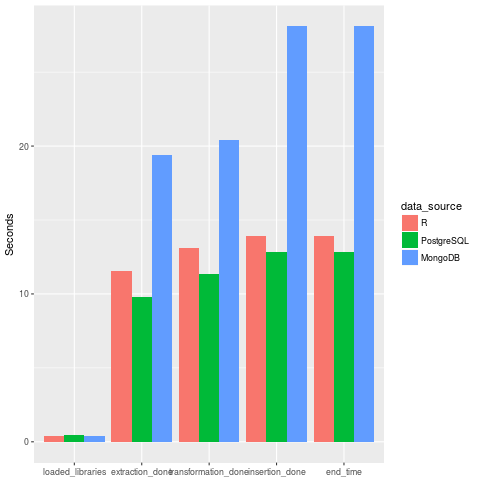 Seconds
20
10
0
loaded_libraries extraction_done transformation_done insertion_done end_time
data_source
R
PostgreSQL
MongoDB